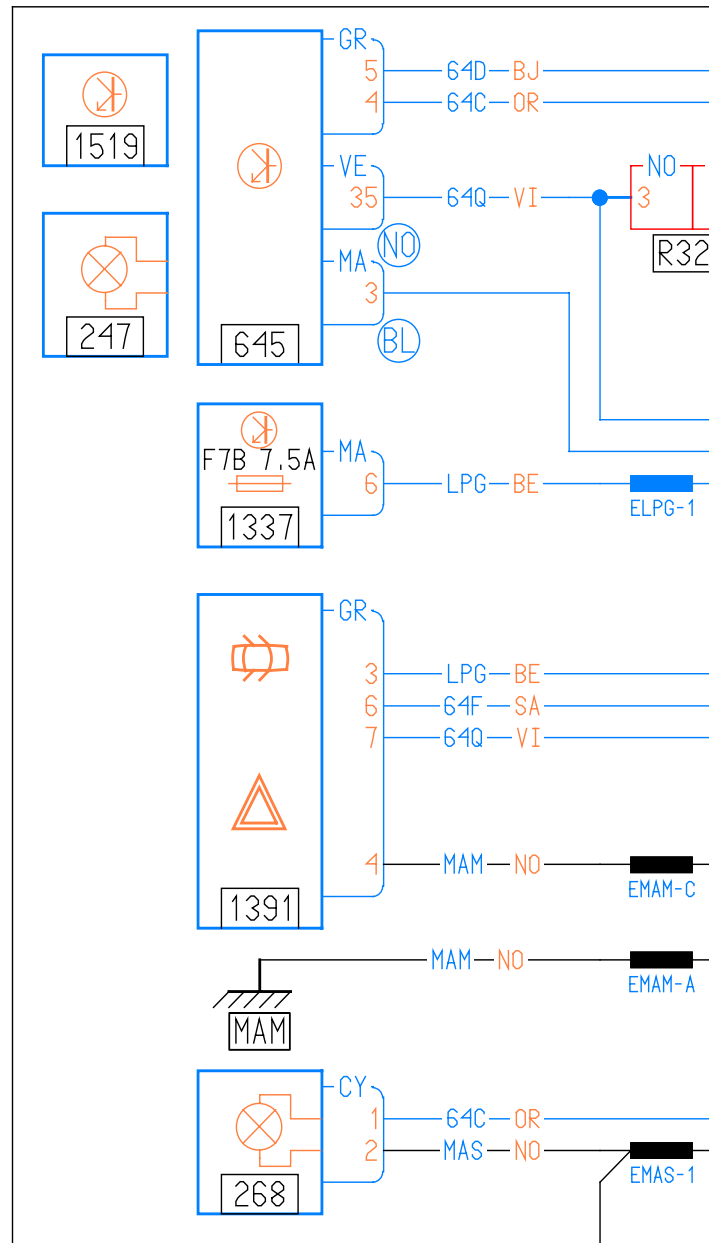 GR
5 64D BJ
4 64C OR
1519
VE
35 64Q VI
NO
3
R32
NO
MA
3
BL
247
645
F7B 7.5A
MA
6 LPG BE
ELPG-1
1337
GR
3 LPG BE
6 64F SA
7 64Q VI
4 MAM NO
EMAM-C
1391
MAM NO
EMAM-A
MAM
CY
1 64C OR
2 MAS NO
EMAS-1
268